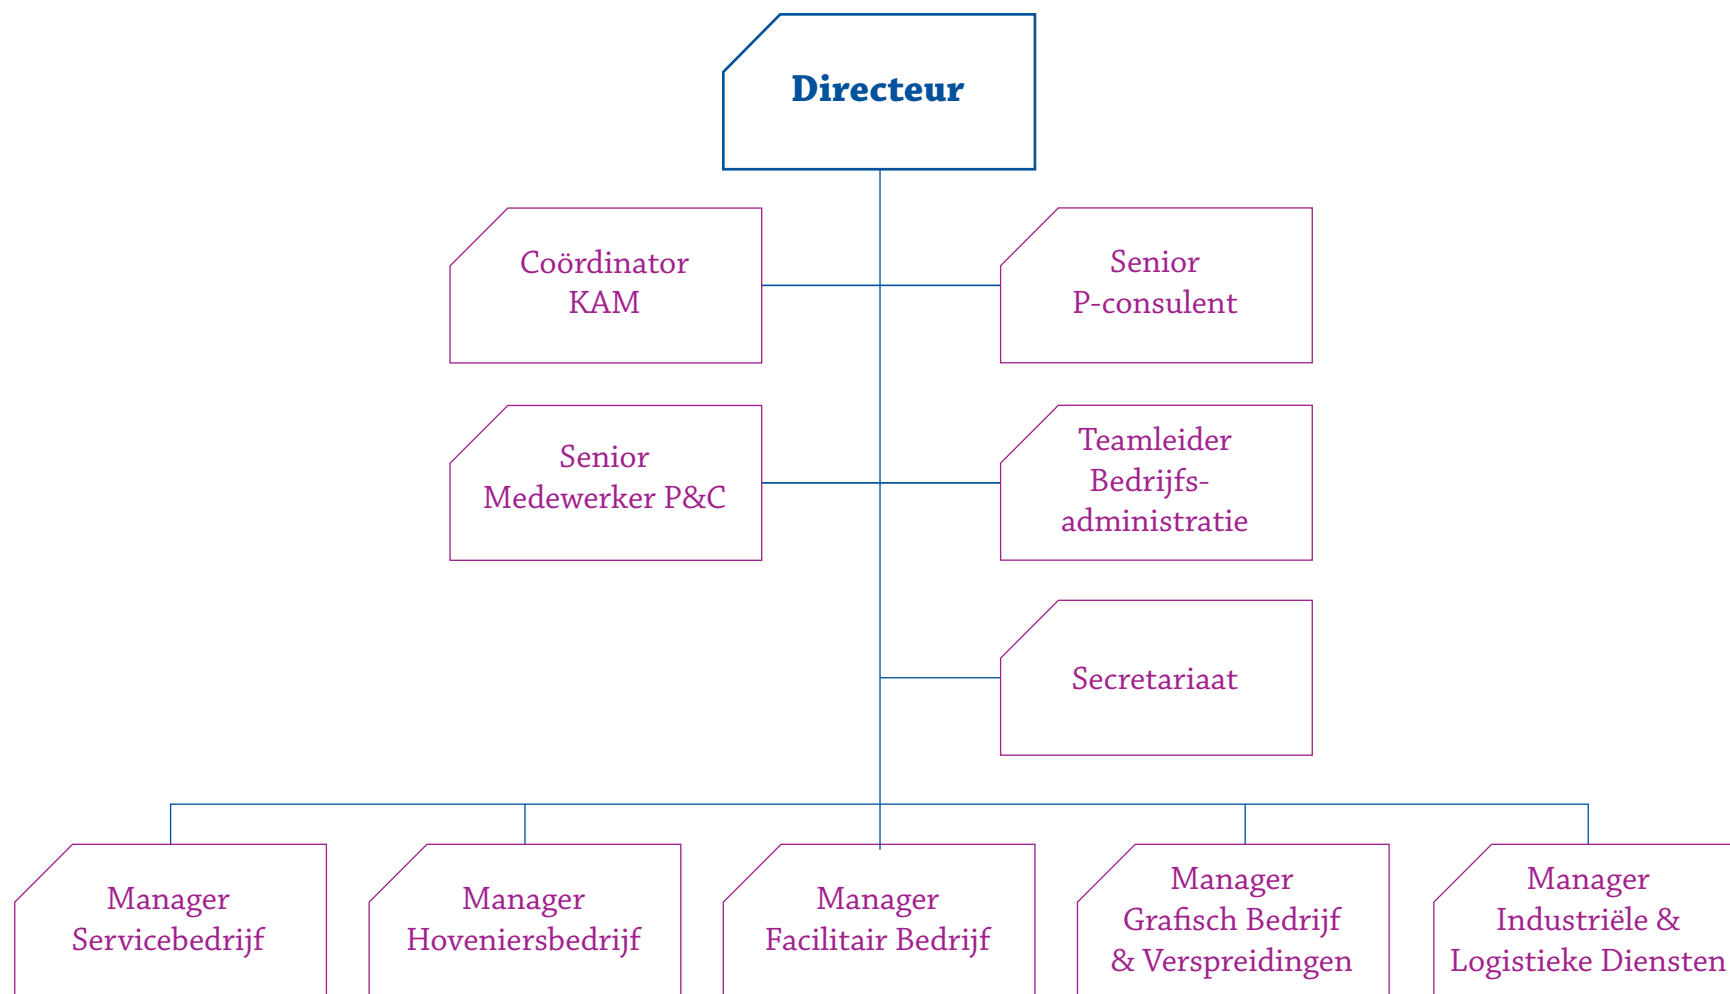 Directeur
Coördinator
KAM
Senior
P-consulent
Senior
Medewerker P&C
Teamleider
Bedrijfs-
administratie
Secretariaat
Manager
Servicebedrijf
Manager
Hoveniersbedrijf
Manager
Facilitair Bedrijf
Manager
Grafisch Bedrijf
& Verspreidingen
Manager
Industriële &
Logistieke Diensten